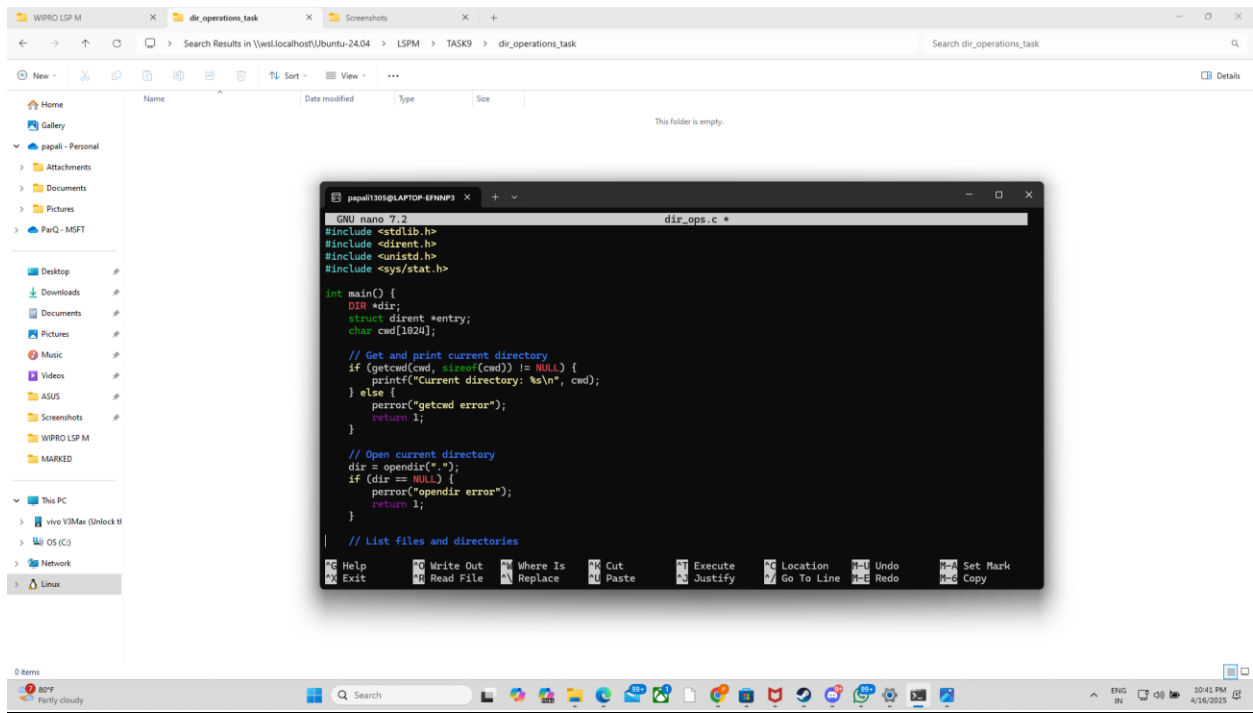 WIPRO LSP M
dir_operations_task
Screenshots
Search Results in \\wsl.localhost\Ubuntu-24.04 > LSPM > TASK9 > dir_operations_task
Search dir_operations_task
New
Sort
View
Details
Name
Date modified
Type
Size
This folder is empty.
Home
Gallery
papali - Personal
Attachments
Documents
Pictures
ParQ - MSFT
Desktop
Downloads
Documents
Pictures
Music
Videos
ASUS
Screenshots
WIPRO LSP M
MARKED
This PC
vivo V3Max (Unlock th
OS (C:)
Network
Linux
0 items
papali1305@LAPTOP-EFNNP3
GNU nano 7.2 dir_ops.c *
#include <stdlib.h>
#include <dirent.h>
#include <unistd.h>
#include <sys/stat.h>
int main() {
DIR *dir;
struct dirent *entry;
char cwd[1024];
// Get and print current directory
if (getcwd(cwd, sizeof(cwd)) != NULL) {
printf("Current directory: %s\n", cwd);
} else {
perror("getcwd error");
return 1;
}
// Open current directory
dir = opendir(".");
if (dir == NULL) {
perror("opendir error");
return 1;
}
// List files and directories
^G Help ^O Write Out ^W Where Is ^K Cut ^T Execute ^C Location M-U Undo M-A Set Mark
^X Exit ^R Read File ^\ Replace ^U Paste ^J Justify ^/ Go To Line M-E Redo M-6 Copy
7
80°F
Partly cloudy
Search
99+
99+
ENG
IN
10:41 PM
4/16/2025